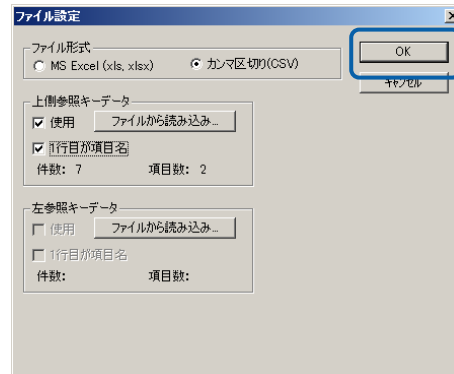 ファイル設定
ファイル形式
MS Excel (xls, xlsx) カンマ区切り(CSV)
OK
キャンセル
上側参照キーデータ
使用 ファイルから読み込み...
1行目が項目名
件数: 7 項目数: 2
左参照キーデータ
使用 ファイルから読み込み...
1行目が項目名
件数: 項目数: